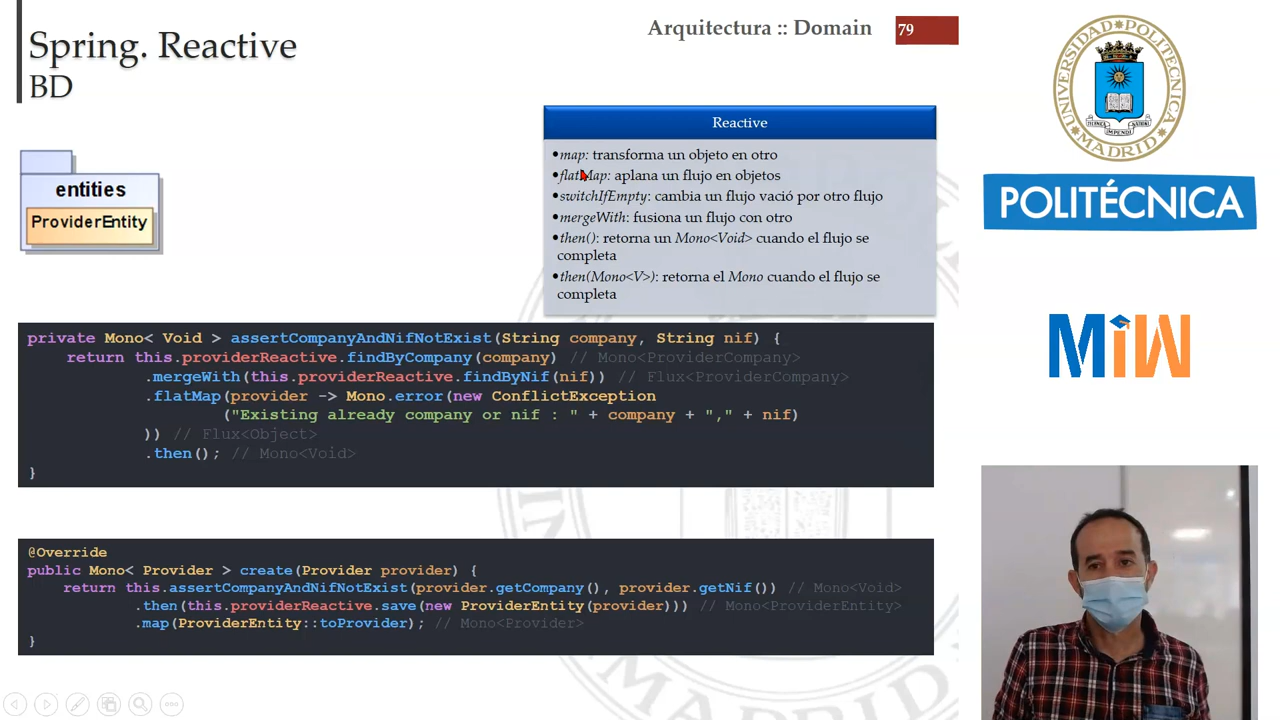 Spring. Reactive
BD
Arquitectura :: Domain
79
entities
ProviderEntity
Reactive
•map: transforma un objeto en otro
•flatMap: aplana un flujo en objetos
•switchIfEmpty: cambia un flujo vació por otro flujo
•mergeWith: fusiona un flujo con otro
•then(): retorna un Mono<Void> cuando el flujo se
completa
•then(Mono<V>): retorna el Mono cuando el flujo se
completa
private Mono< Void > assertCompanyAndNifNotExist(String company, String nif) {
return this.providerReactive.findByCompany(company) // Mono<ProviderCompany>
.mergeWith(this.providerReactive.findByNif(nif)) // Flux<ProviderCompany>
.flatMap(provider -> Mono.error(new ConflictException
("Existing already company or nif : " + company + "," + nif)
)) // Flux<Object>
.then(); // Mono<Void>
}
@Override
public Mono< Provider > create(Provider provider) {
return this.assertCompanyAndNifNotExist(provider.getCompany(), provider.getNif()) // Mono<Void>
.then(this.providerReactive.save(new ProviderEntity(provider))) // Mono<ProviderEntity>
.map(ProviderEntity::toProvider); // Mono<Provider>
}
UNIVERSIDAD POLITÉCNICA
MADRID
POLITÉCNICA
MiW